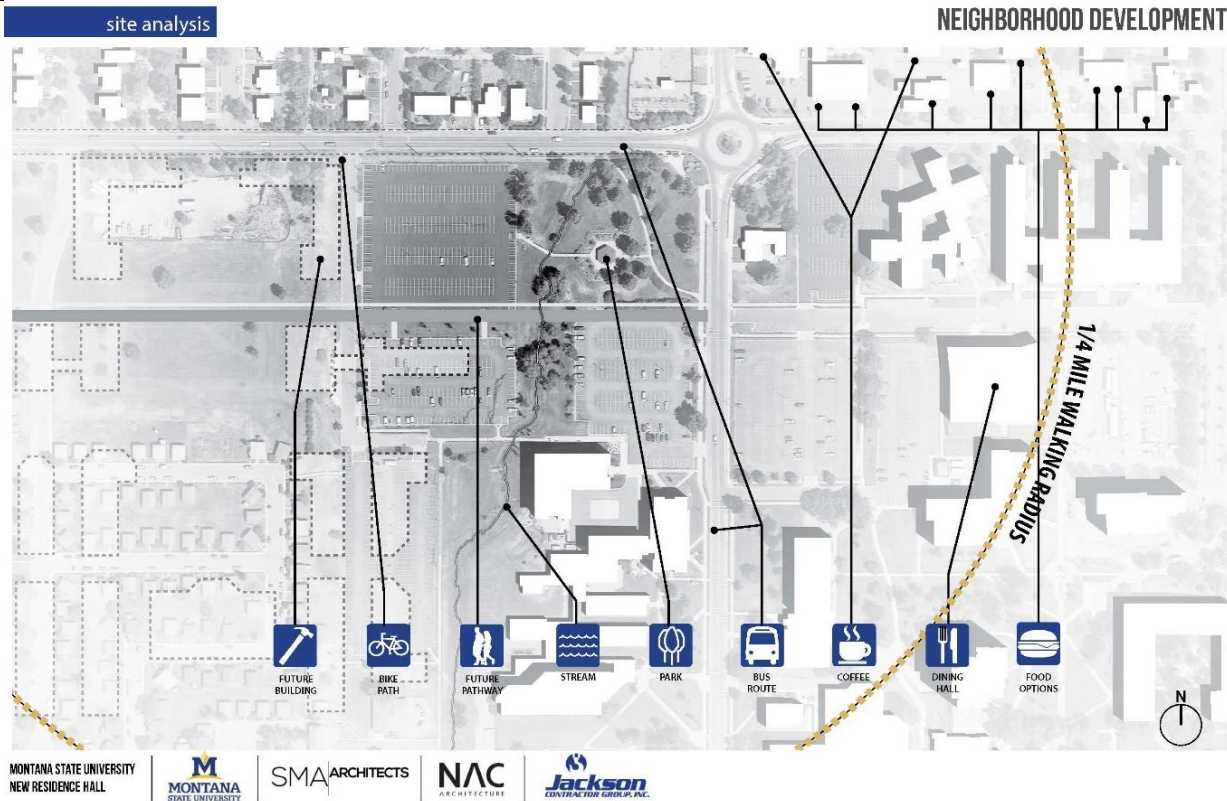 site analysis
NEIGHBORHOOD DEVELOPMENT
1/4 MILE WALKING RADIUS
FUTURE
BUILDING
BIKE
PATH
FUTURE
PATHWAY
STREAM
PARK
BUS
ROUTE
COFFEE
DINING
HALL
FOOD
OPTIONS
N
MONTANA STATE UNIVERSITY
NEW RESIDENCE HALL
M
MONTANA
STATE UNIVERSITY
SMA ARCHITECTS
NAC
ARCHITECTURE
Jackson
CONTRACTOR GROUP, INC.